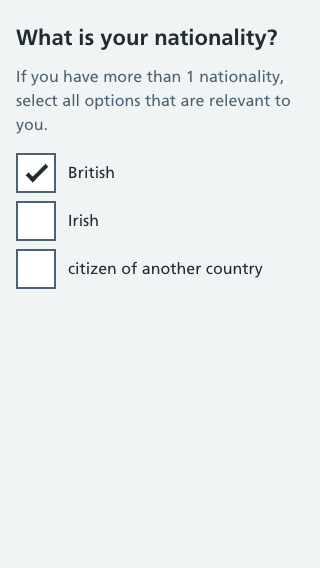 What is your nationality?
If you have more than 1 nationality,
select all options that are relevant to
you.
British
Irish
citizen of another country